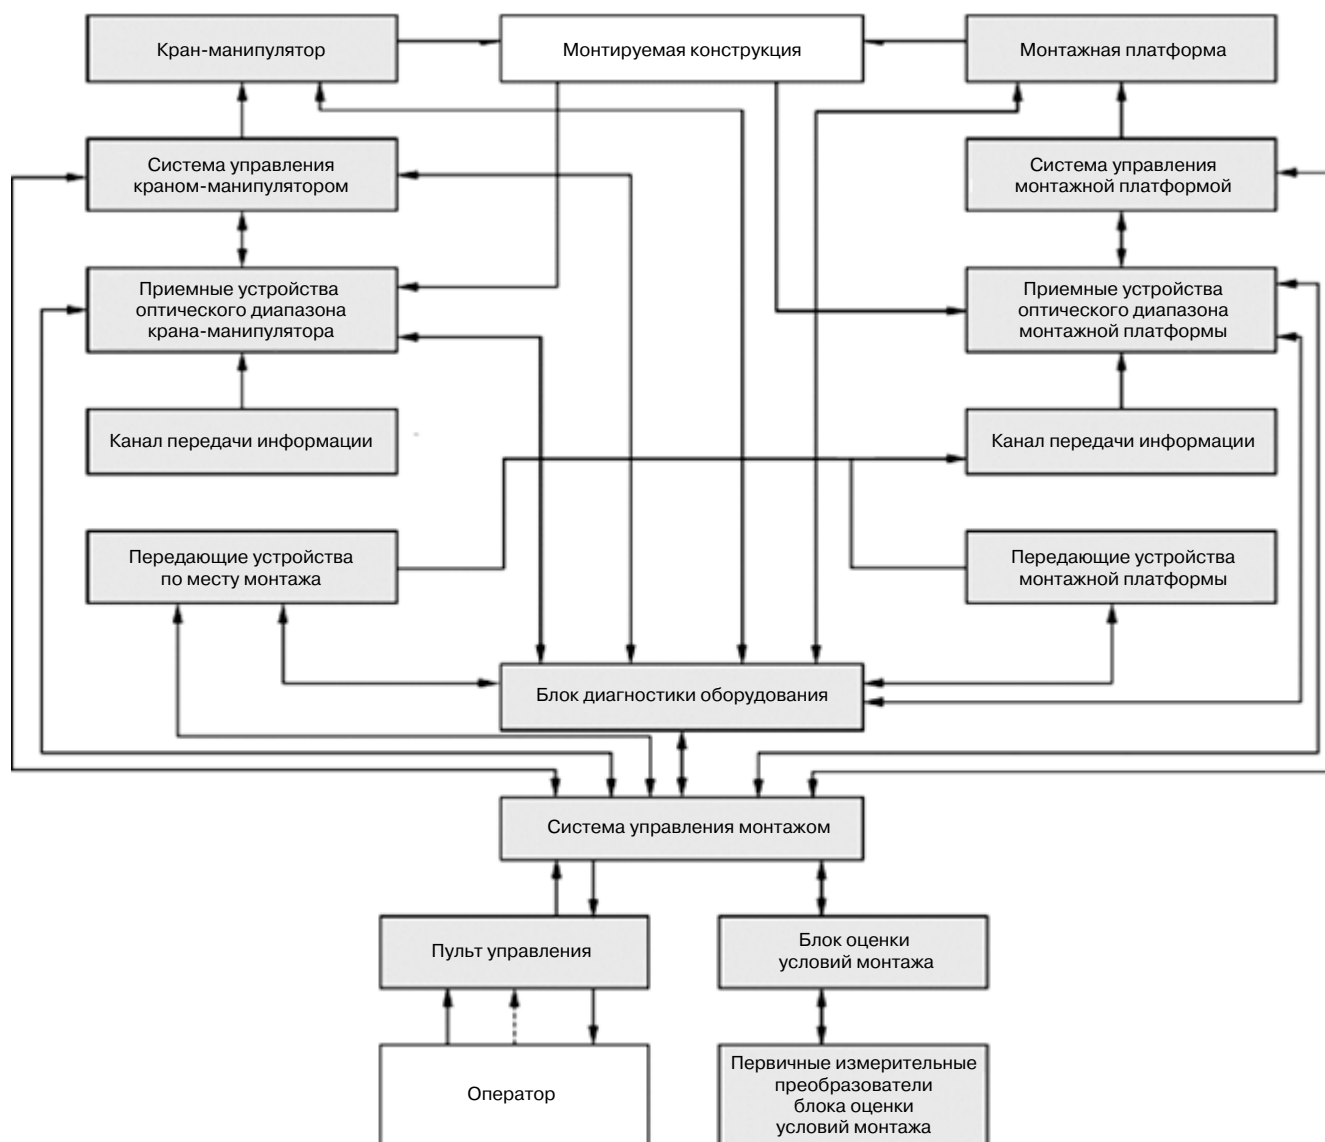 Кран-манипулятор
Монтируемая конструкция
Монтажная платформа
Система управления
краном-манипулятором
Система управления
монтажной платформой
Приемные устройства
оптического диапазона
крана-манипулятора
Приемные устройства
оптического диапазона
монтажной платформы
Канал передачи информации
Канал передачи информации
Передающие устройства
по месту монтажа
Передающие устройства
монтажной платформы
Блок диагностики оборудования
Система управления монтажом
Пульт управления
Блок оценки
условий монтажа
Оператор
Первичные измерительные
преобразователи
блока оценки
условий монтажа